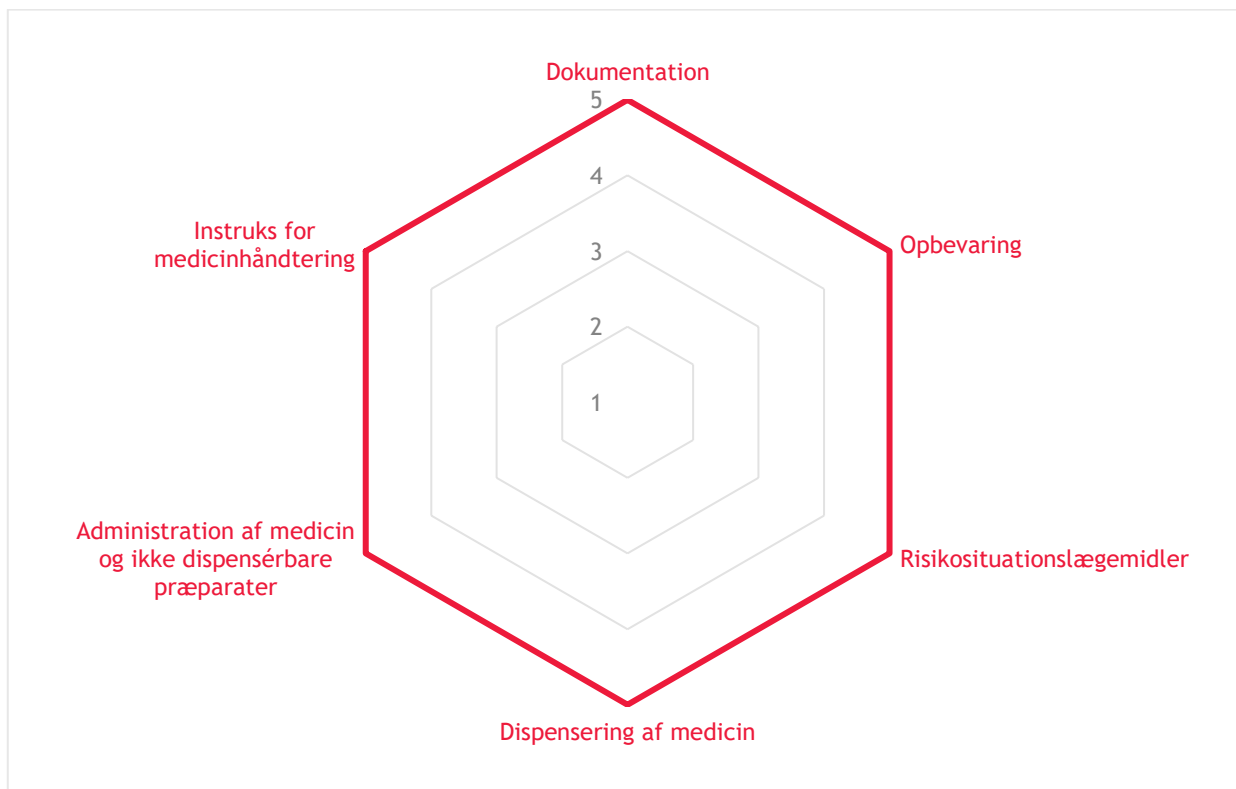 Dokumentation
5
4
3
2
1
Opbevaring
Risikosituationslægemidler
Dispensering af medicin
Administration af medicin
og ikke dispensérbare
præparater
Instruks for
medicinhåndtering